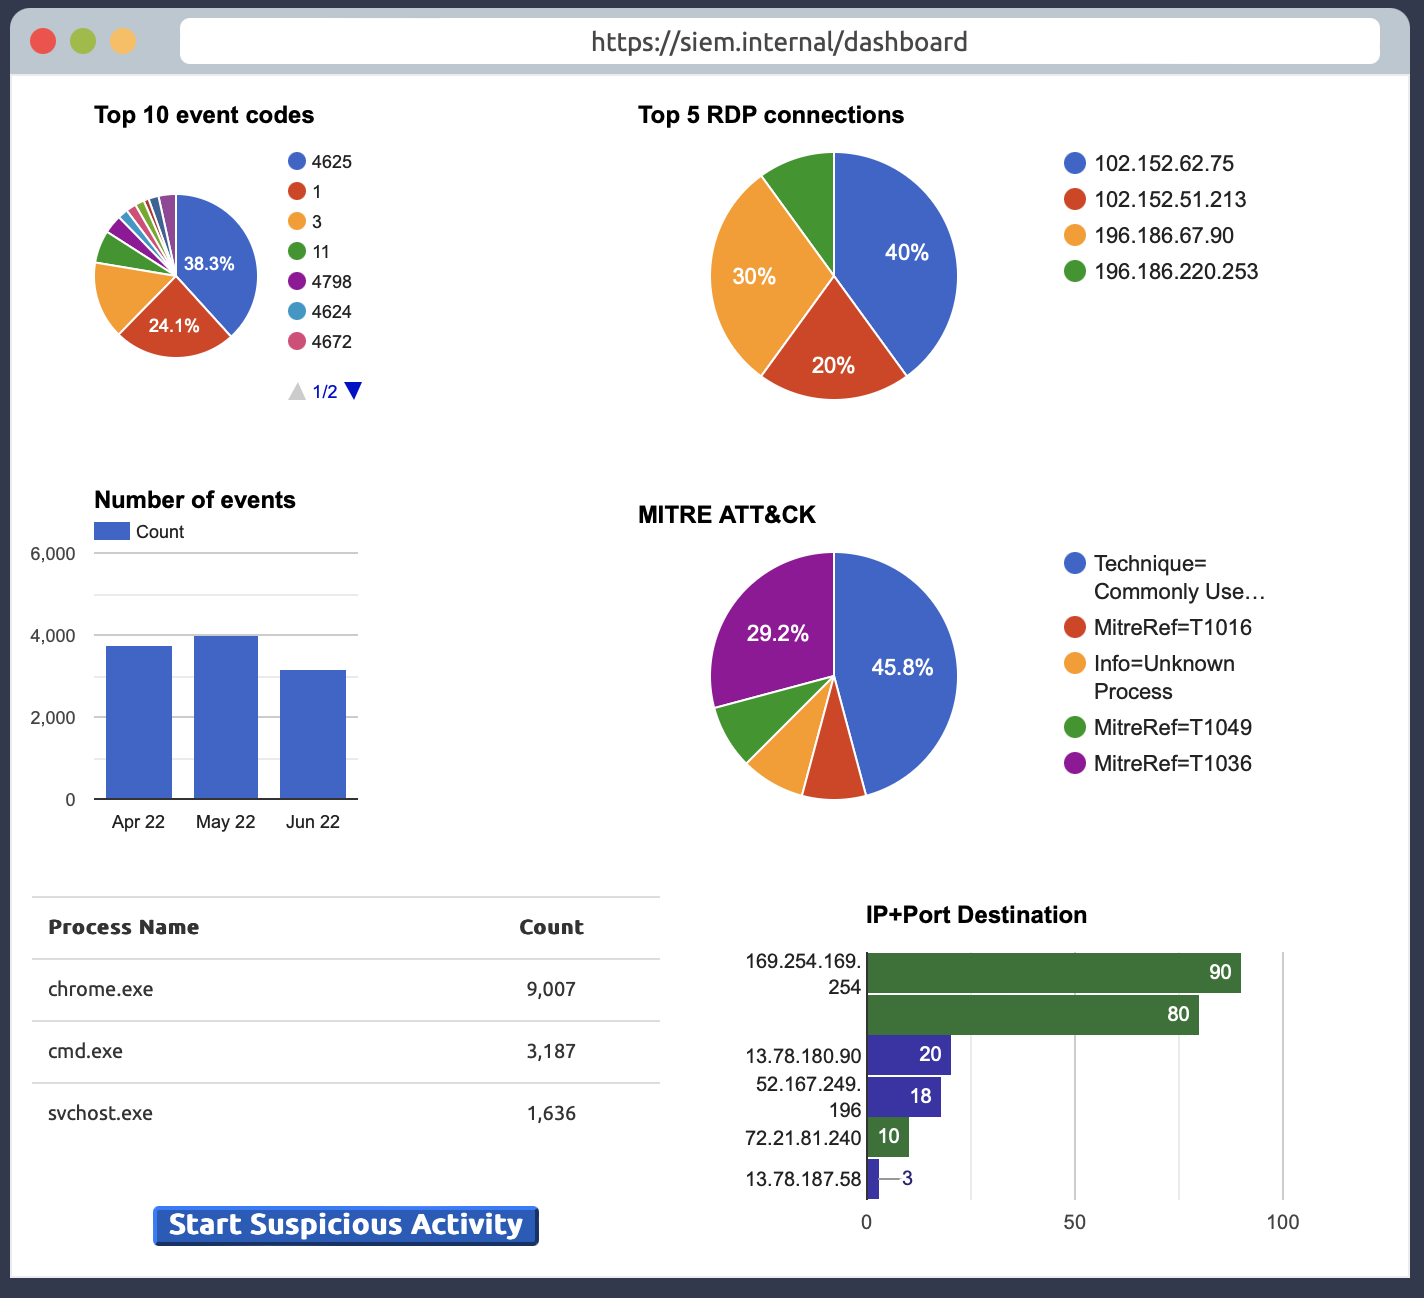 https://siem.internal/dashboard
Top 10 event codes
4625
1
3
11
4798
4624
4672
1/2
38.3%
24.1%
Top 5 RDP connections
102.152.62.75
102.152.51.213
196.186.67.90
196.186.220.253
40%
30%
20%
Number of events
Count
6,000
4,000
2,000
0
Apr 22 May 22 Jun 22
MITRE ATT&CK
Technique=
Commonly Use...
MitreRef=T1016
Info=Unknown
Process
MitreRef=T1049
MitreRef=T1036
29.2%
45.8%
Process Name Count
chrome.exe 9,007
cmd.exe 3,187
svchost.exe 1,636
Start Suspicious Activity
IP+Port Destination
169.254.169.
254
90
80
13.78.180.90 20
52.167.249.
196
18
72.21.81.240 10
13.78.187.58 3
0 50 100